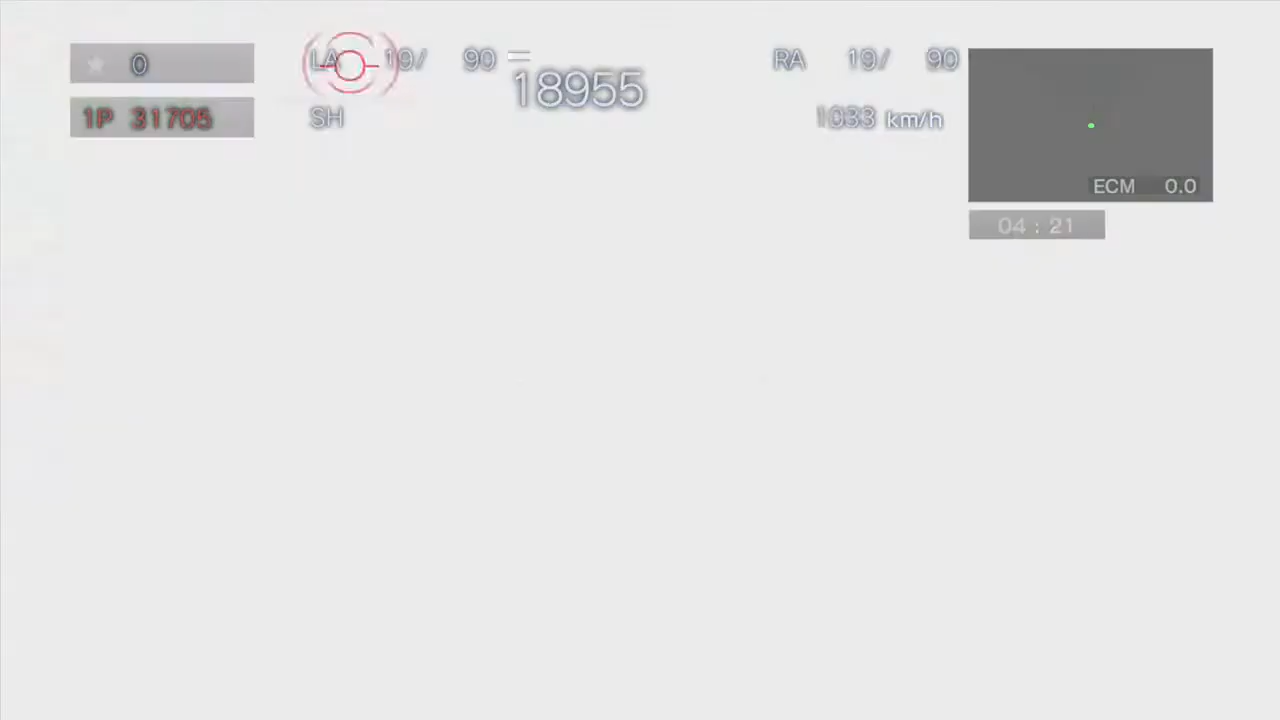 0
LA 19/ 90
18955
RA 19/ 90
1P 31705
SH
1033 km/h
ECM 0.0
04 : 21